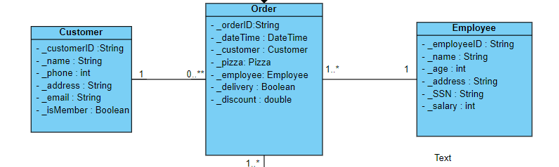 Customer
- _customerID :String
- _name : String
- _phone : int
- _address : String
- _email : String
- _isMember : Boolean
1
0..**
Order
- _orderID:String
- _dateTime : DateTime
- _customer : Customer
- _pizza: Pizza
- _employee: Employee
- _delivery : Boolean
- _discount : double
1..*
1
Employee
- _employeeID : String
- _name : String
- _age : int
- _address : String
- _SSN : String
- _salary : int
1..*
Text